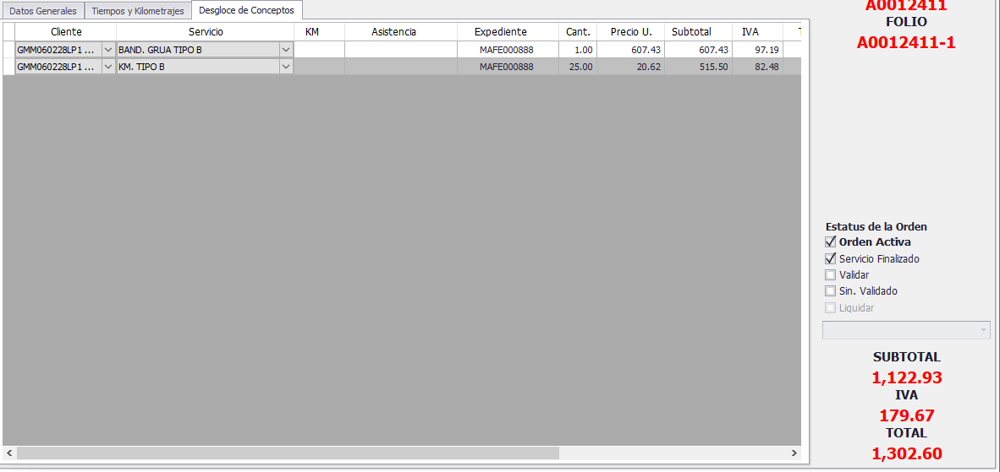 Datos Generales Tiempos y Kilometrajes Desgloce de Conceptos
Cliente Servicio KM Asistencia Expediente Cant. Precio U. Subtotal IVA
GMM060228LP1 ... BAND. GRUA TIPO B MAFE000888 1.00 607.43 607.43 97.19
GMM060228LP1 ... KM. TIPO B MAFE000888 25.00 20.62 515.50 82.48
A0012411
FOLIO
A0012411-1
Estatus de la Orden
Orden Activa
Servicio Finalizado
Validar
Sin. Validado
Liquidar
SUBTOTAL
1,122.93
IVA
179.67
TOTAL
1,302.60